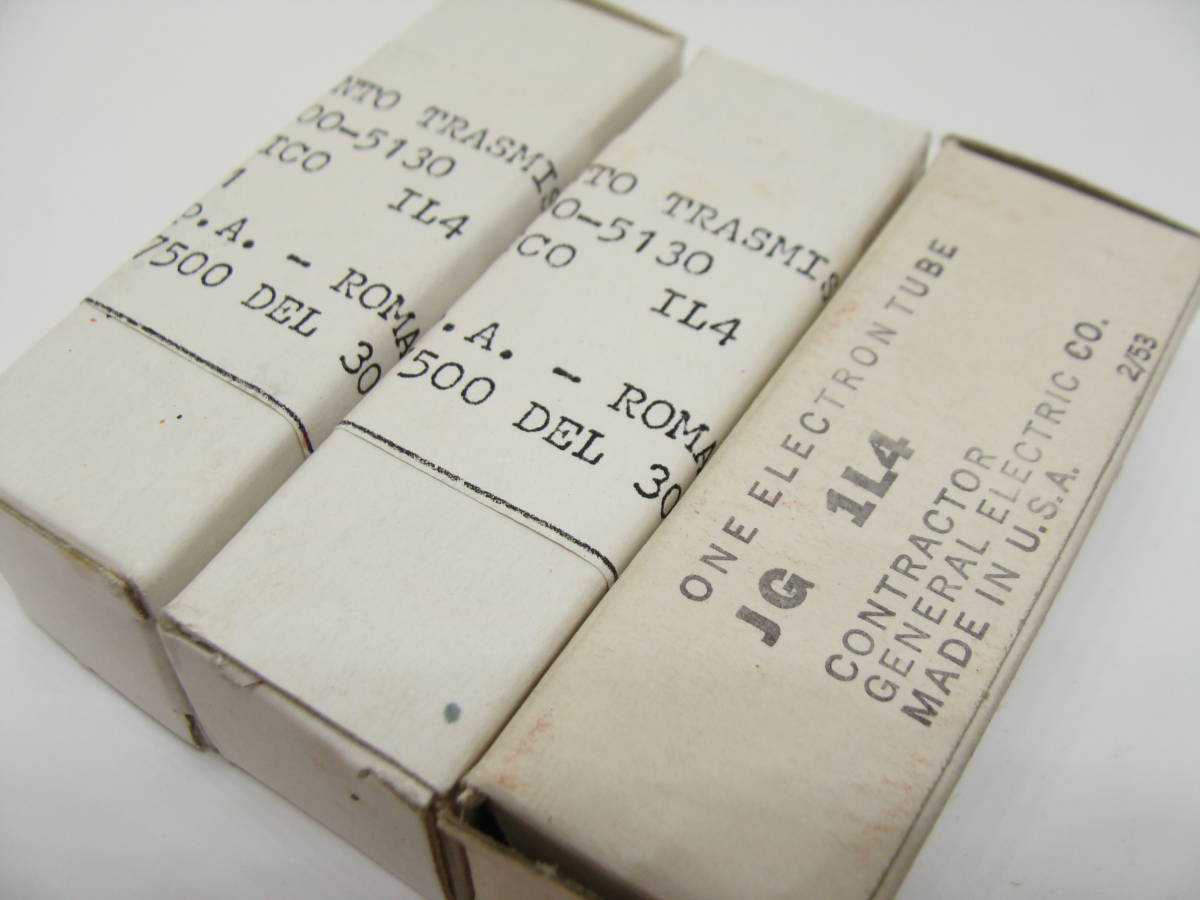 NTO TRASMIS
00-5130
ICO
1 IL4
P.A. - ROMA
7500 DEL 30
TO TRASMIS
0-5130
CO
IL4
.A. - ROMA
500 DEL 30
ONE ELECTRON TUBE
JG 1L4
CONTRACTOR
GENERAL ELECTRIC CO.
MADE IN U.S.A.
2/53